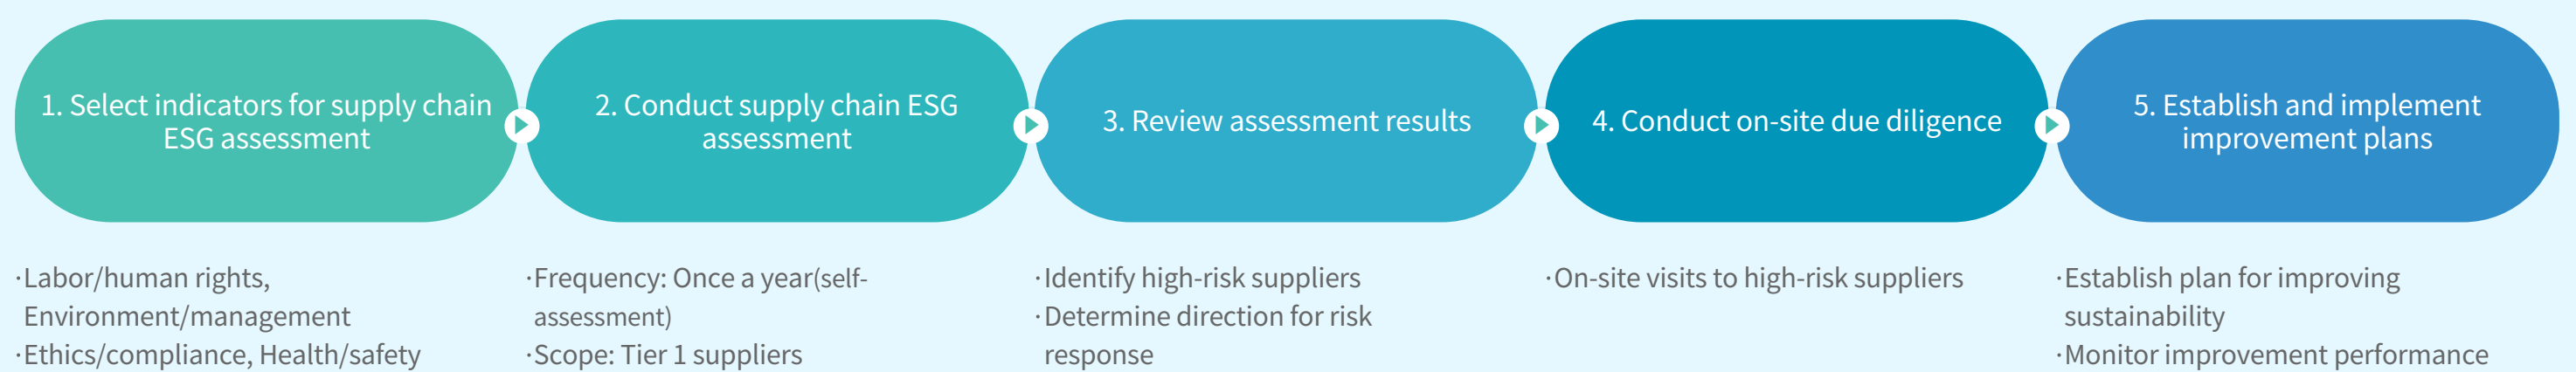 1. Select indicators for supply chain
ESG assessment
2. Conduct supply chain ESG
assessment
3. Review assessment results
4. Conduct on-site due diligence
5. Establish and implement
improvement plans
·Labor/human rights,
Environment/management
·Ethics/compliance, Health/safety
·Frequency: Once a year(self-
assessment)
·Scope: Tier 1 suppliers
·Identify high-risk suppliers
·Determine direction for risk
response
·On-site visits to high-risk suppliers
·Establish plan for improving
sustainability
·Monitor improvement performance